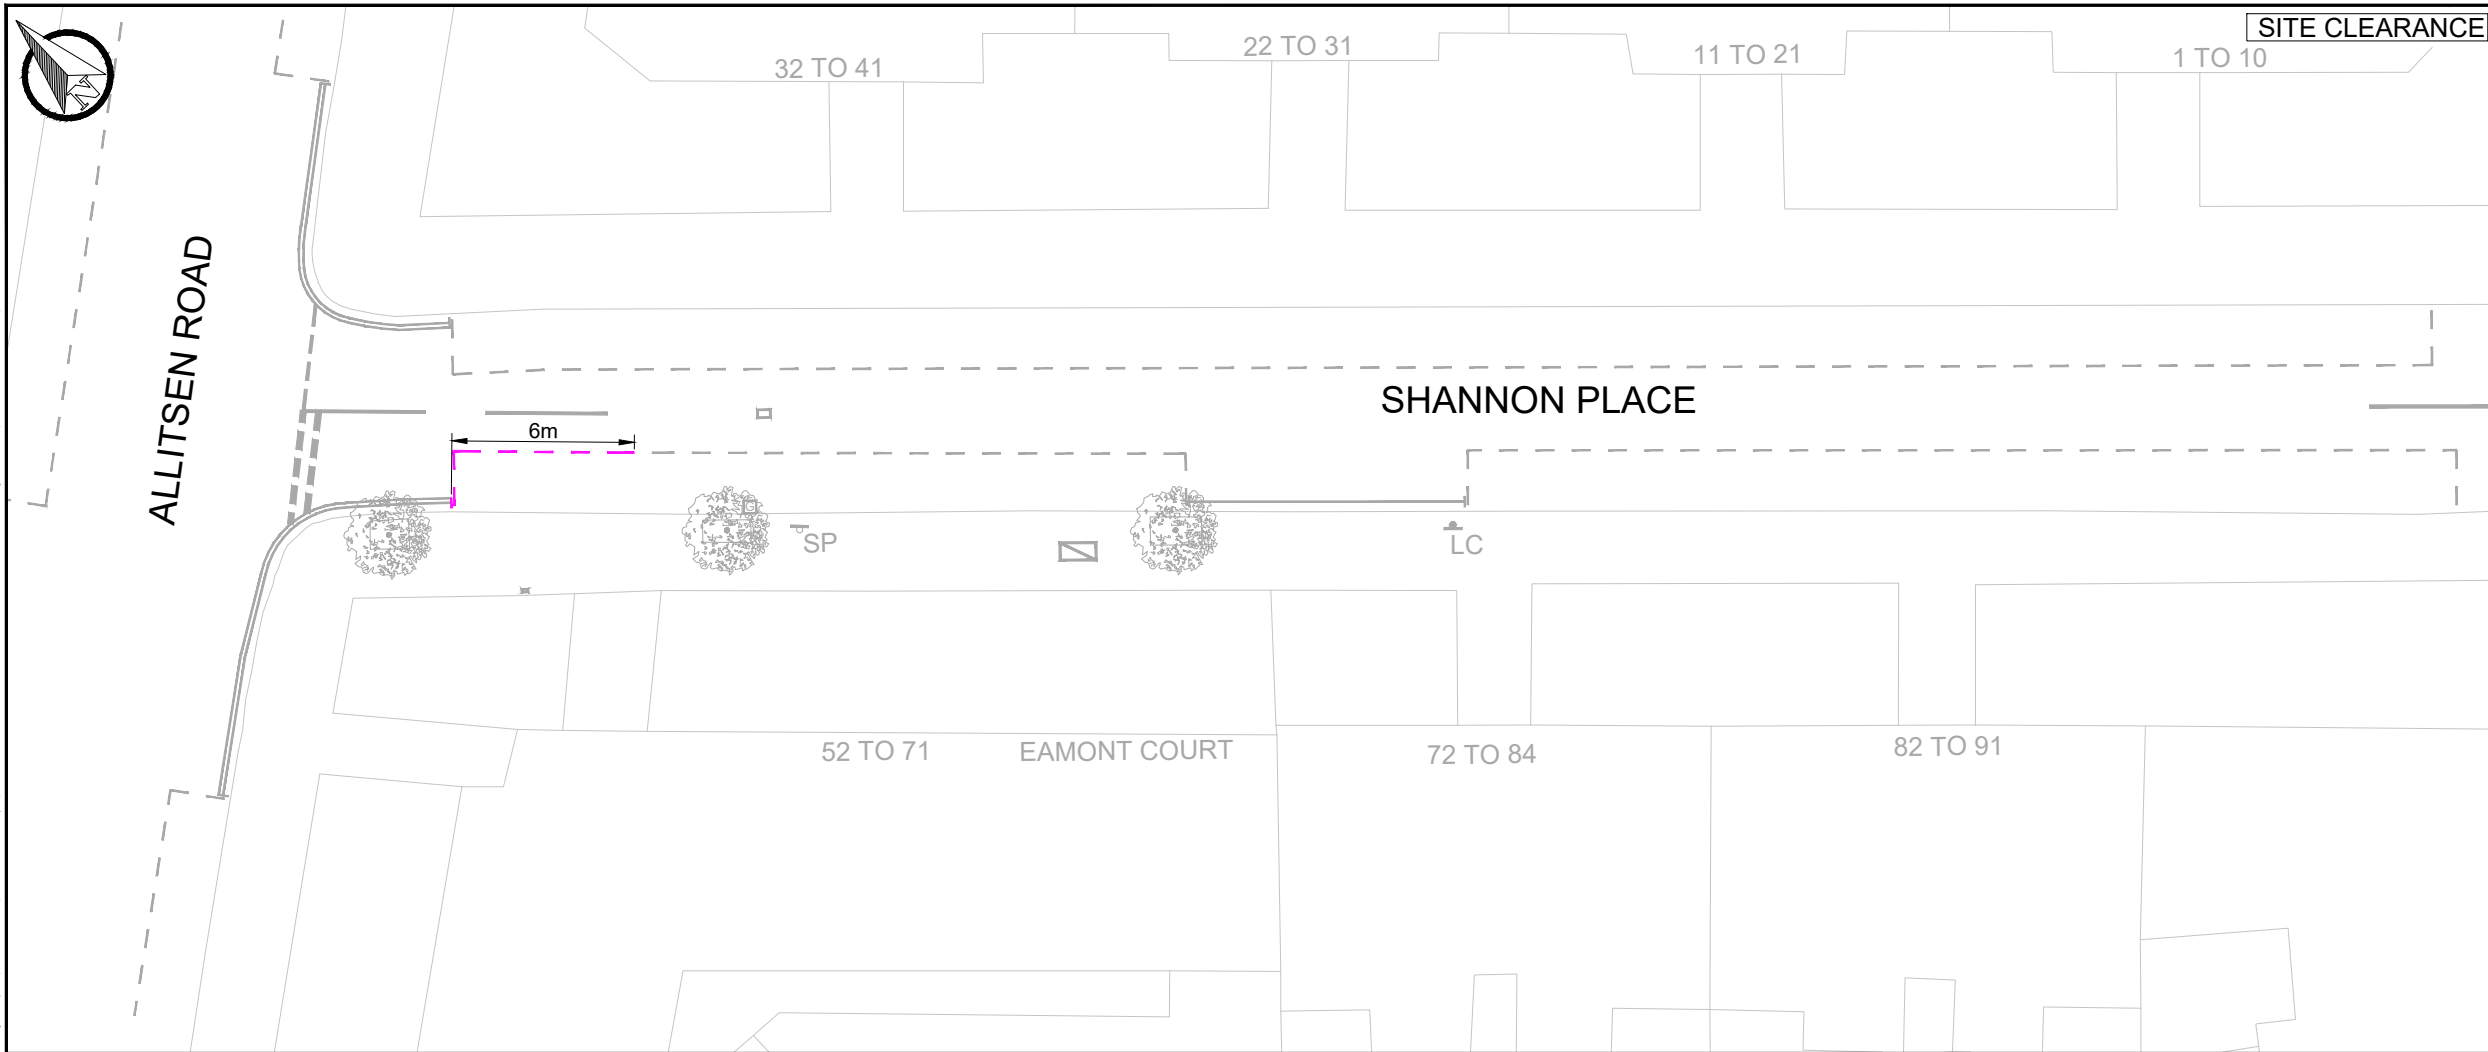 SITE CLEARANCE
N
32 TO 41
22 TO 31
11 TO 21
1 TO 10
ALLITSEN ROAD
SHANNON PLACE
6m
G
SP
LC
52 TO 71
EAMONT COURT
72 TO 84
82 TO 91